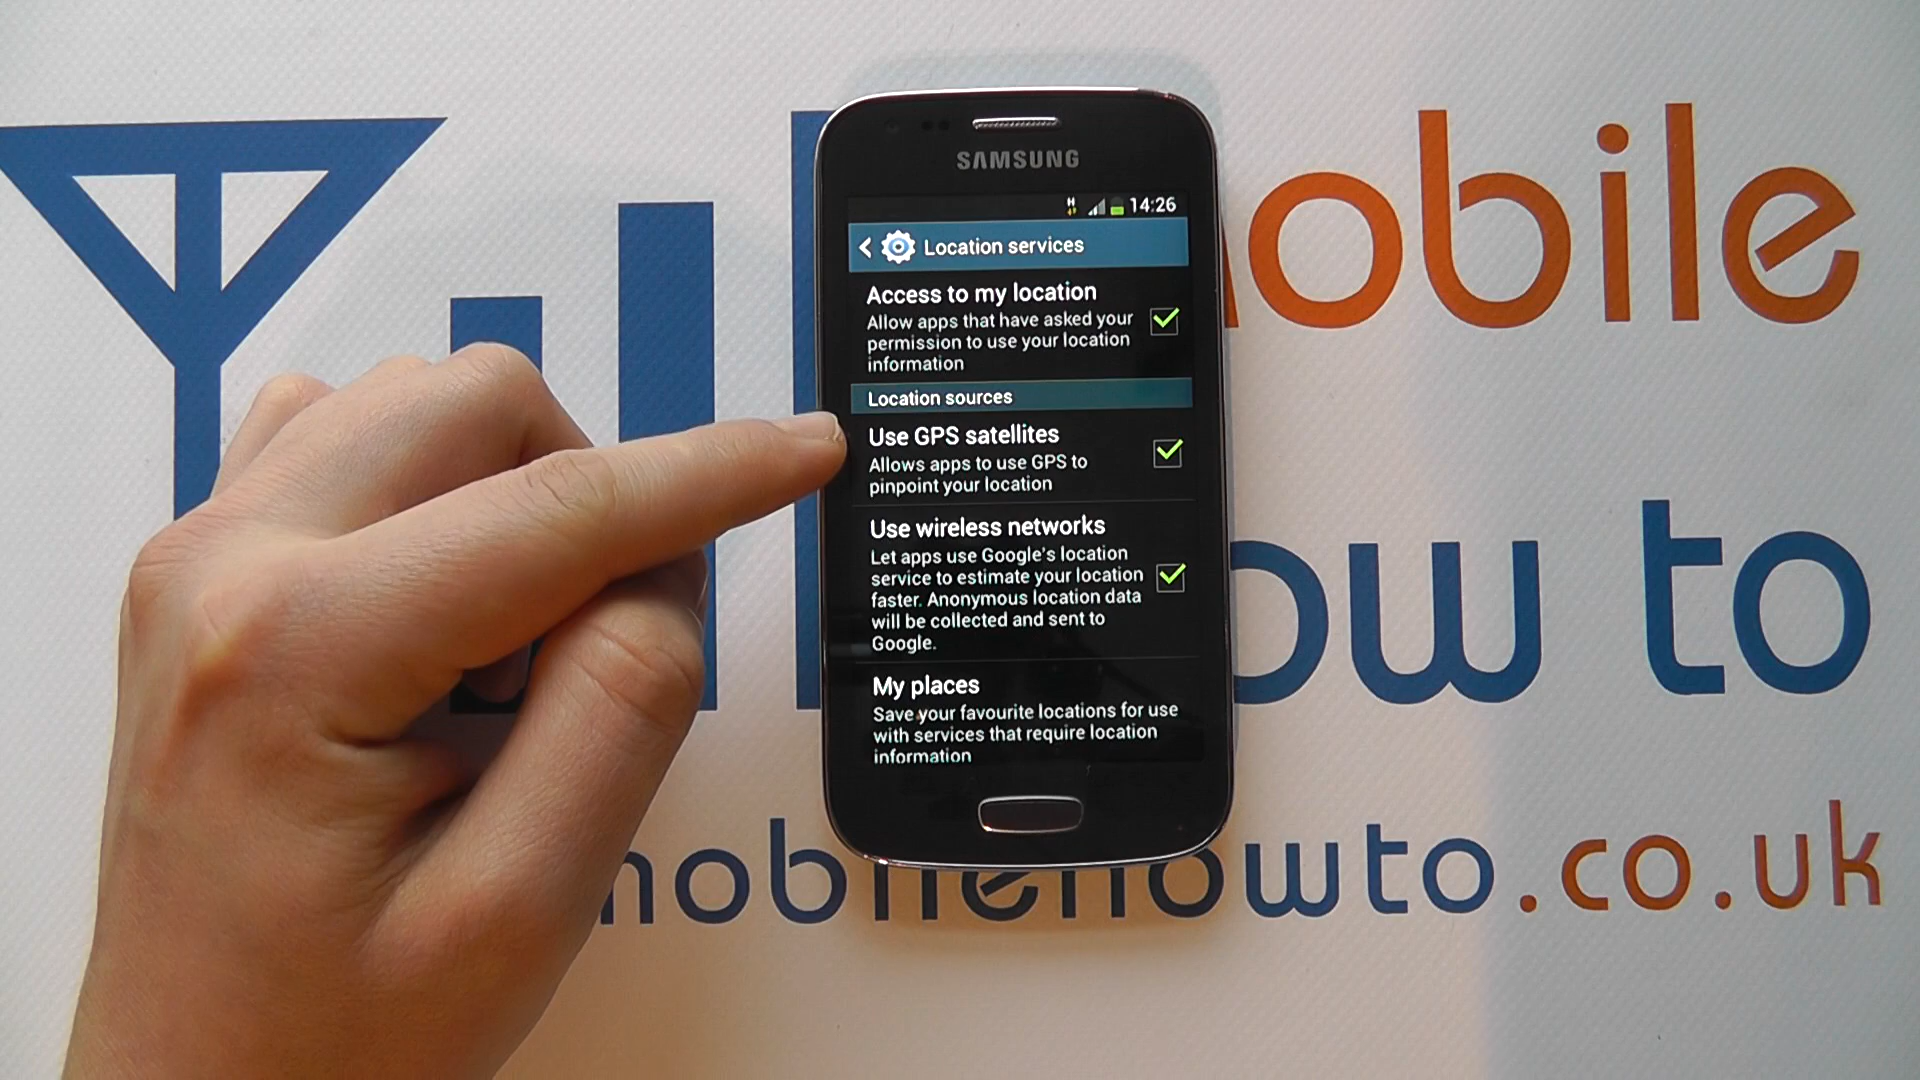 mobile
SAMSUNG
H 14:26
Location services
Access to my location
Allow apps that have asked your
permission to use your location
information
Location sources
Use GPS satellites
Allows apps to use GPS to
pinpoint your location
Use wireless networks
Let apps use Google's location
service to estimate your location
faster. Anonymous location data
will be collected and sent to
Google.
My places
Save your favourite locations for use
with services that require location
information
how to
mobilehowto.co.uk